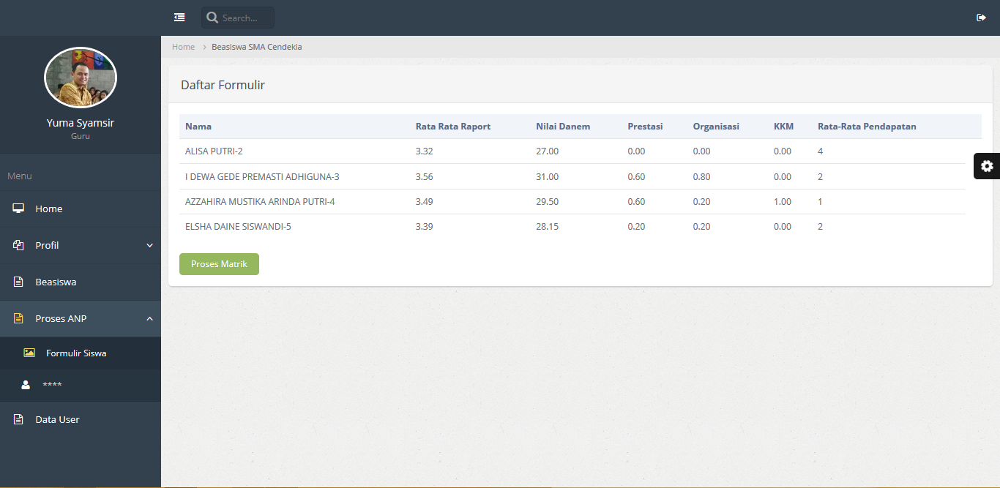 Search...
Yuma Syamsir
Guru
Menu
Home
Profil
Beasiswa
Proses ANP
Formulir Siswa
****
Data User
Home > Beasiswa SMA Cendekia
Daftar Formulir
Nama Rata Rata Raport Nilai Danem Prestasi Organisasi KKM Rata-Rata Pendapatan
ALISA PUTRI-2 3.32 27.00 0.00 0.00 0.00 4
I DEWA GEDE PREMASTI ADHIGUNA-3 3.56 31.00 0.60 0.80 0.00 2
AZZAHIRA MUSTIKA ARINDA PUTRI-4 3.49 29.50 0.60 0.20 1.00 1
ELSHA DAINE SISWANDI-5 3.39 28.15 0.20 0.20 0.00 2
Proses Matrik